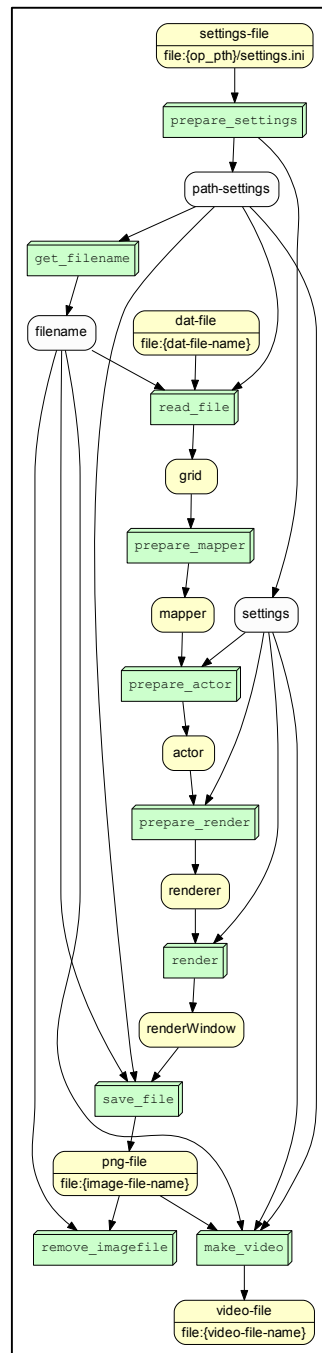 settings-file
file:{op_pth}/settings.ini
prepare_settings
path-settings
get_filename
filename
dat-file
file:{dat-file-name}
read_file
grid
prepare_mapper
mapper
settings
prepare_actor
actor
prepare_render
renderer
render
renderWindow
save_file
png-file
file:{image-file-name}
remove_imagefile
make_video
video-file
file:{video-file-name}